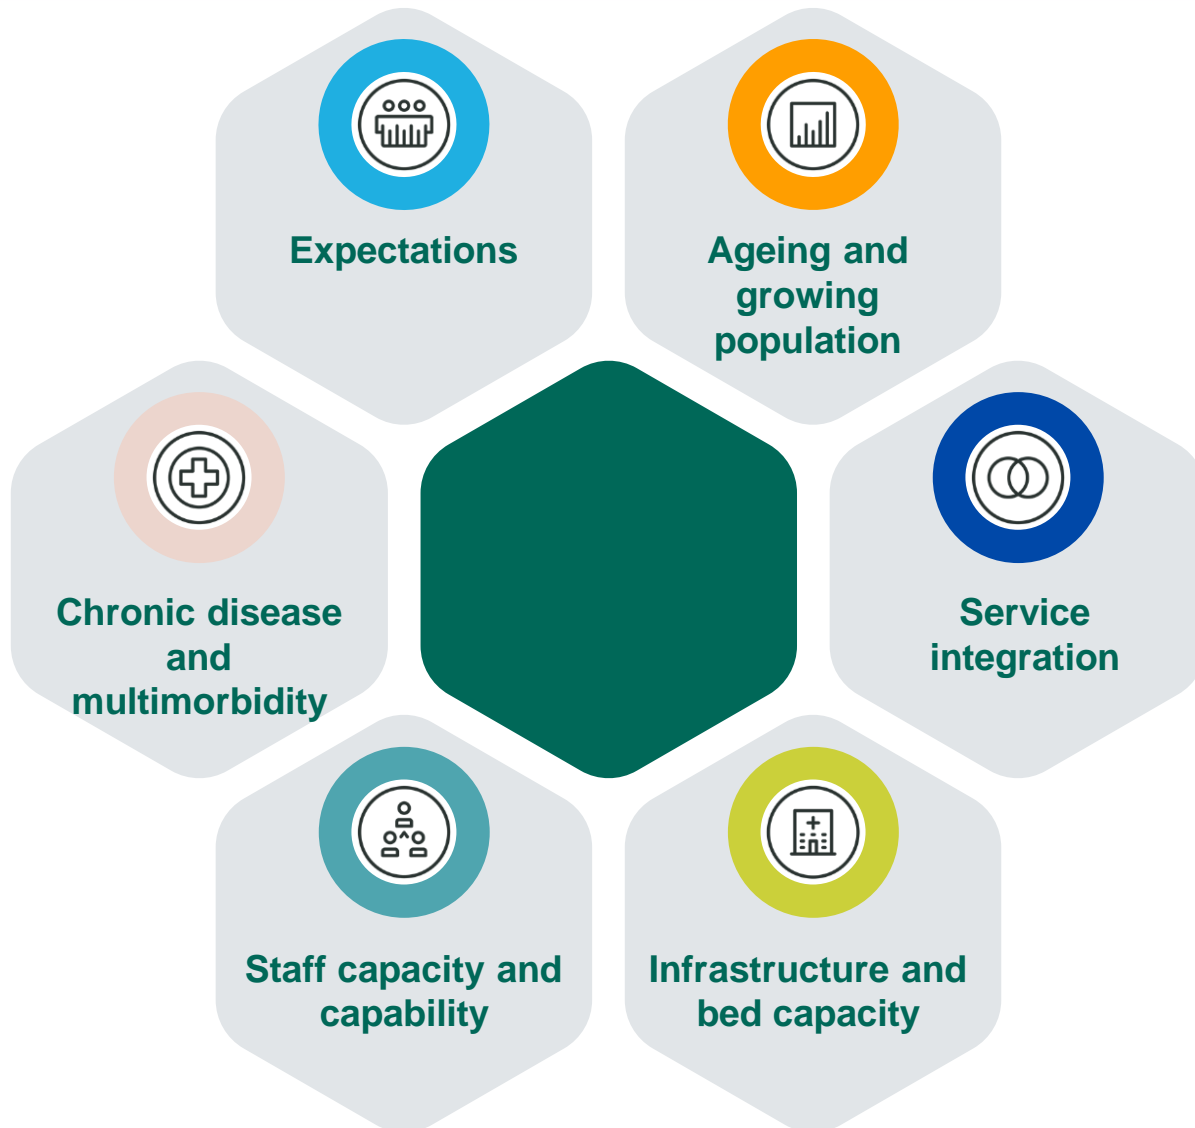 Expectations
Ageing and
growing
population
Chronic disease
and
multimorbidity
Service
integration
Staff capacity and
capability
Infrastructure and
bed capacity